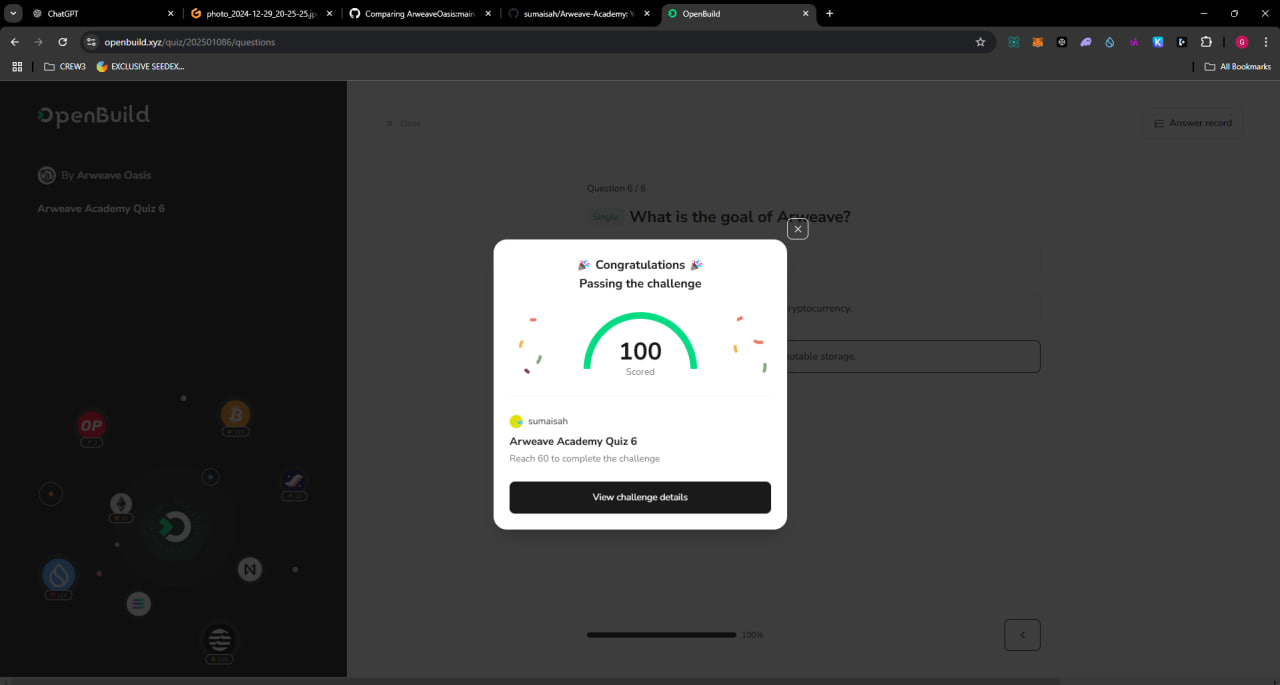 ChatGPT
photo_2024-12-29_20-25-25.jp
Comparing ArweaveOasis:main
sumaisah/Arweave-Academy: Y
OpenBuild
openbuild.xyz/quiz/202501086/questions
G
CREW3
EXCLUSIVE SEEDEX...
All Bookmarks
OpenBuild
By Arweave Oasis
Arweave Academy Quiz 6
OP
Close
Answer record
Question 6 / 6
Single
What is the goal of Arweave?
cryptocurrency.
utable storage.
Congratulations
Passing the challenge
100
Scored
sumaisah
Arweave Academy Quiz 6
Reach 60 to complete the challenge
View challenge details
100%